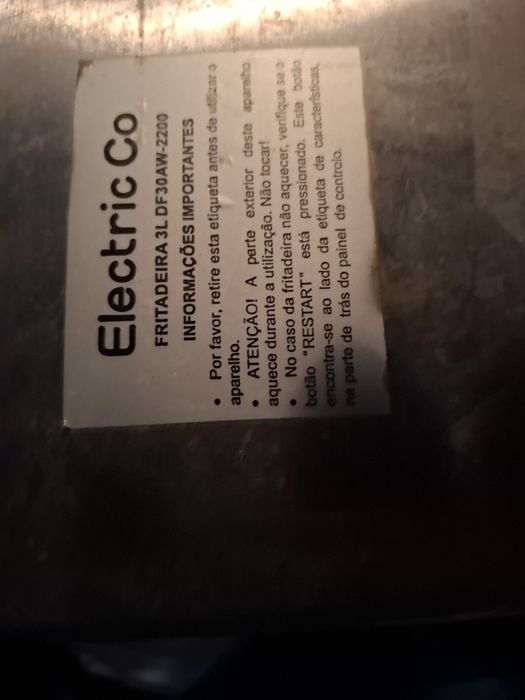 Electric Co
FRITADEIRA 3L DF30AW-2200
INFORMAÇÕES IMPORTANTES
• Por favor, retire esta etiqueta antes de utilizar o
aparelho.
• ATENÇÃO! A parte exterior deste aparelho
aquece durante a utilização. Não tocar!
• No caso da fritadeira não aquecer, verifique se o
botão "RESTART" está pressionado. Este botão
encontra-se ao lado da etiqueta de características,
na parte de trás do painel de controlo.